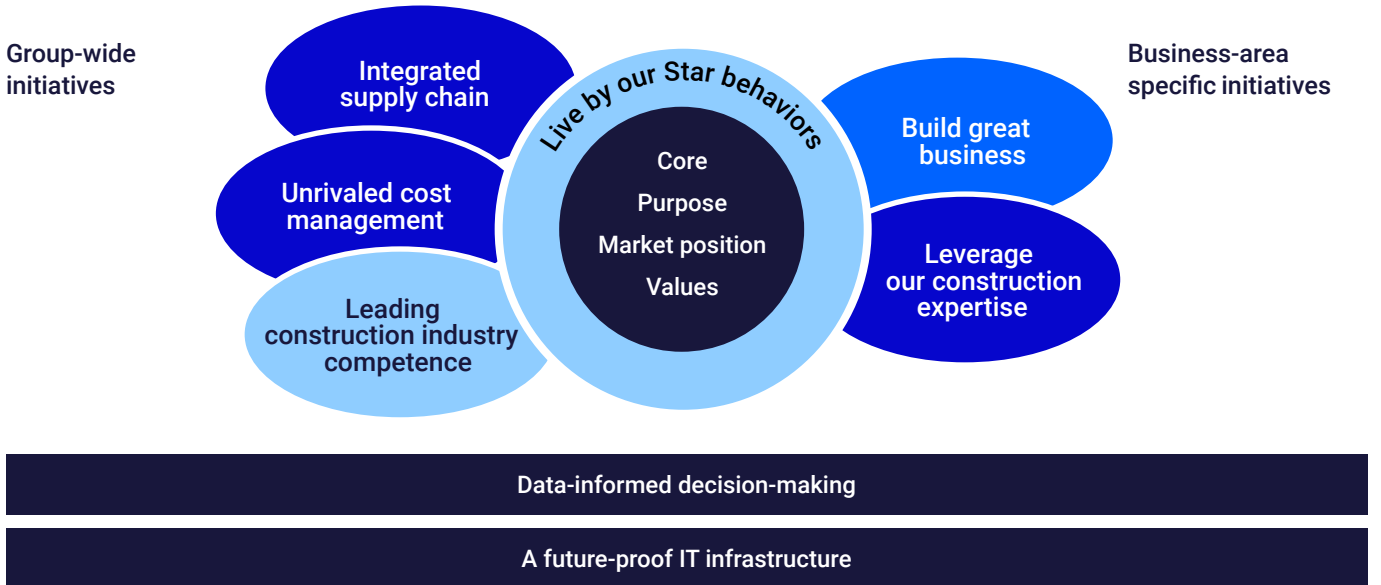 Group-wide
initiatives
Integrated
supply chain
Unrivaled cost
management
Leading
construction industry
competence
Live by our Star behaviors
Core
Purpose
Market position
Values
Build great
business
Leverage
our construction
expertise
Business-area
specific initiatives
Data-informed decision-making
A future-proof IT infrastructure